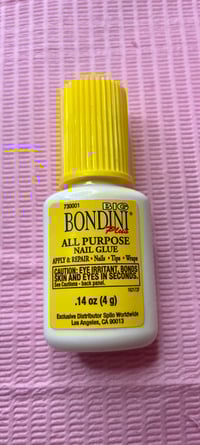 730001
BIG
BONDINI
Plus
ALL PURPOSE
NAIL GLUE
APPLY & REPAIR • Nails • Tips • Wraps
CAUTION: EYE IRRITANT, BONDS
SKIN AND EYES IN SECONDS.
See Cautions - back panel.
.14 oz (4 g)
Exclusive Distributor Spilo Worldwide
Los Angeles, CA 90013